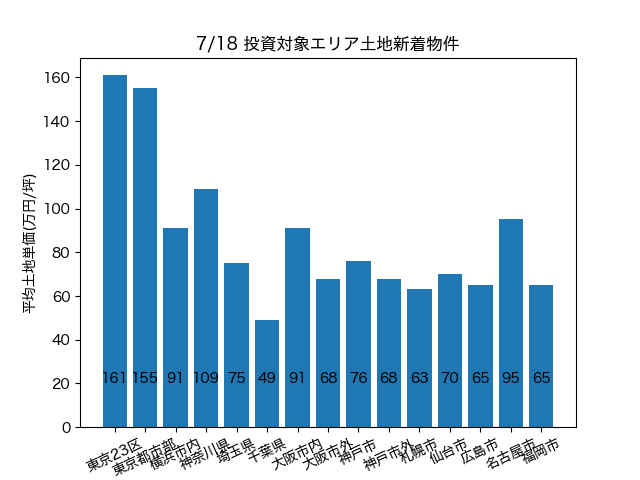 7/18 投資対象エリア土地新着物件
平均土地単価(万円/坪)
160
140
120
100
80
60
40
20
0
161 155 91 109 75 49 91 68 76 68 63 70 65 95 65
東京23区
東京都市部
横浜市内
神奈川県
埼玉県
千葉県
大阪市内
大阪市外
神戸市
神戸市外
札幌市
仙台市
広島市
名古屋市
福岡市